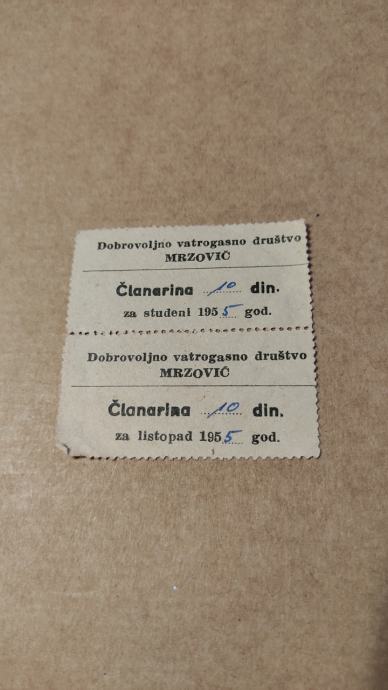 Dobrovoljno vatrogasno društvo
MRZOVIĆ
Članarina 10 din.
za studeni 1955 god.
Dobrovoljno vatrogasno društvo
MRZOVIĆ
Članarina 10 din.
za listopad 1955 god.